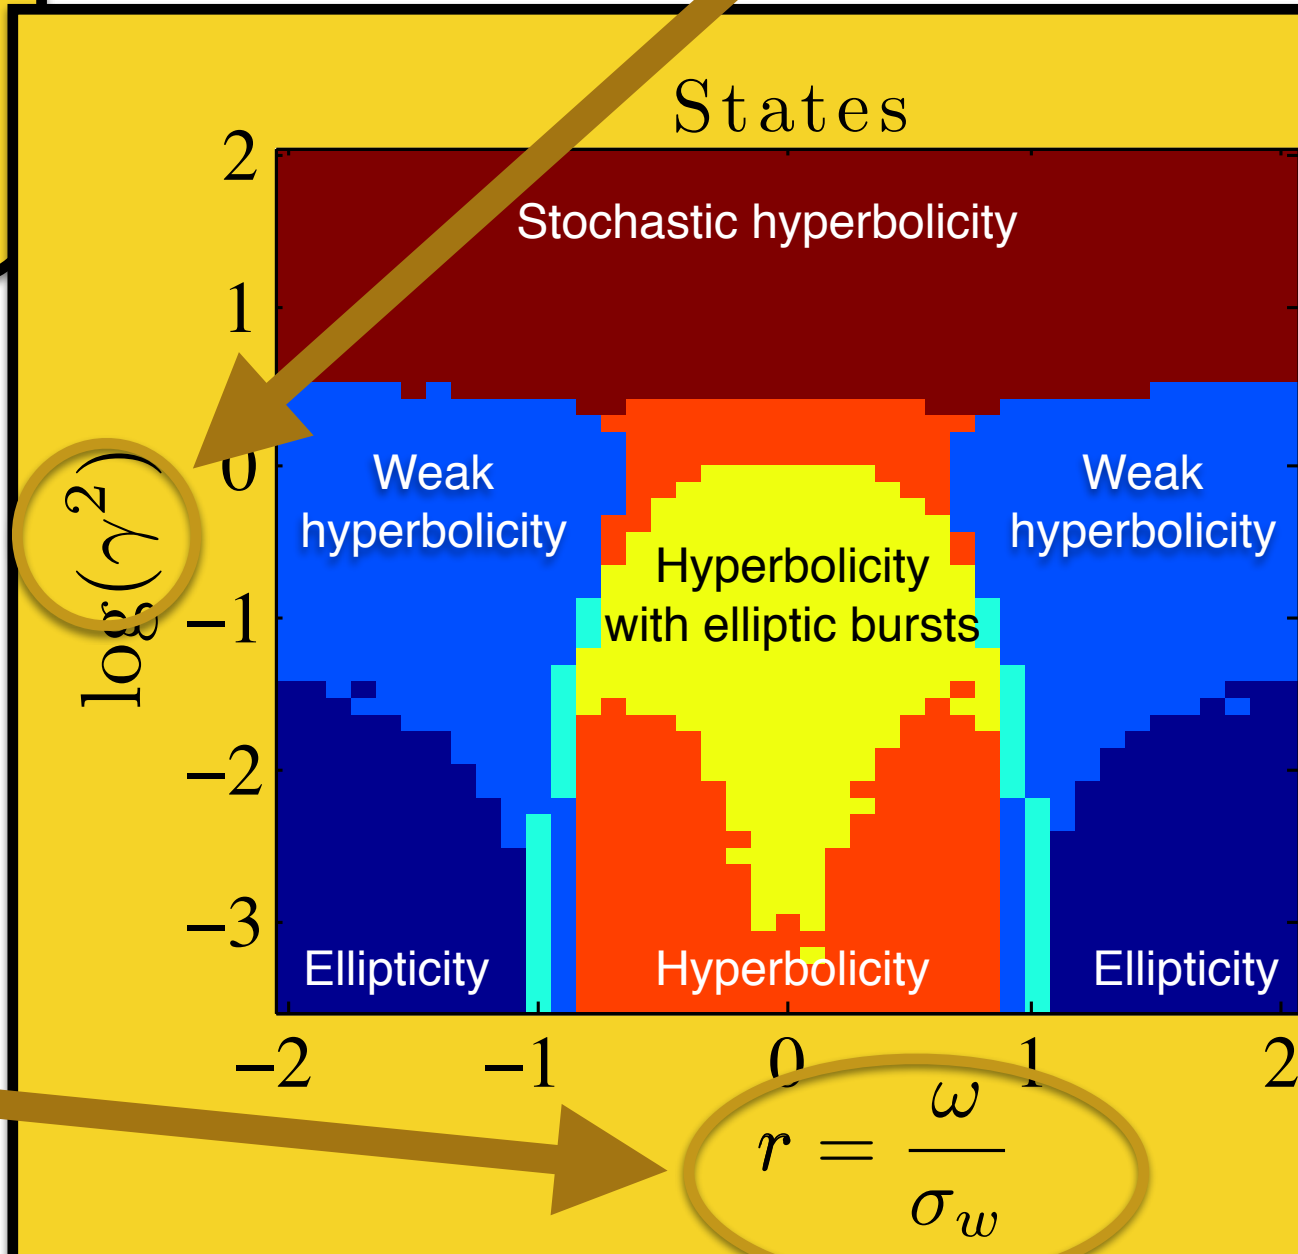 States
2
1
0
−1
−2
−3
log(γ²)
Stochastic hyperbolicity
Weak
hyperbolicity
Weak
hyperbolicity
Hyperbolicity
with elliptic bursts
Ellipticity
Hyperbolicity
Ellipticity
−2 −1 0 1 2
r = ω/σ_w